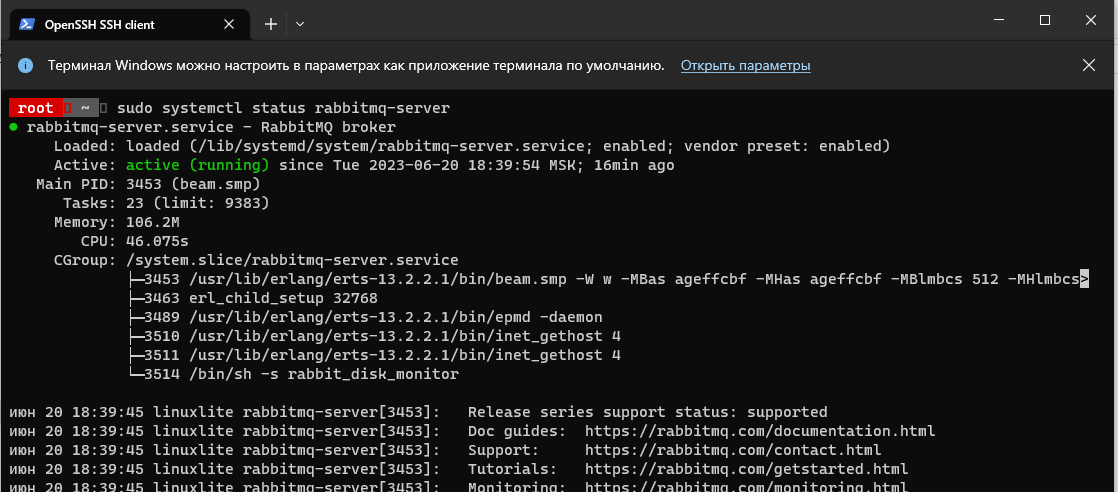 OpenSSH SSH client
Терминал Windows можно настроить в параметрах как приложение терминала по умолчанию. Открыть параметры
root ~ sudo systemctl status rabbitmq-server
● rabbitmq-server.service - RabbitMQ broker
Loaded: loaded (/lib/systemd/system/rabbitmq-server.service; enabled; vendor preset: enabled)
Active: active (running) since Tue 2023-06-20 18:39:54 MSK; 16min ago
Main PID: 3453 (beam.smp)
Tasks: 23 (limit: 9383)
Memory: 106.2M
CPU: 46.075s
CGroup: /system.slice/rabbitmq-server.service
├─3453 /usr/lib/erlang/erts-13.2.2.1/bin/beam.smp -W w -MBas ageffcbf -MHas ageffcbf -MBlmbcs 512 -MHlmbcs>
├─3463 erl_child_setup 32768
├─3489 /usr/lib/erlang/erts-13.2.2.1/bin/epmd -daemon
├─3510 /usr/lib/erlang/erts-13.2.2.1/bin/inet_gethost 4
├─3511 /usr/lib/erlang/erts-13.2.2.1/bin/inet_gethost 4
└─3514 /bin/sh -s rabbit_disk_monitor
июн 20 18:39:45 linuxlite rabbitmq-server[3453]: Release series support status: supported
июн 20 18:39:45 linuxlite rabbitmq-server[3453]: Doc guides: https://rabbitmq.com/documentation.html
июн 20 18:39:45 linuxlite rabbitmq-server[3453]: Support: https://rabbitmq.com/contact.html
июн 20 18:39:45 linuxlite rabbitmq-server[3453]: Tutorials: https://rabbitmq.com/getstarted.html
июн 20 18:39:45 linuxlite rabbitmq-server[3453]: Monitoring: https://rabbitmq.com/monitoring.html